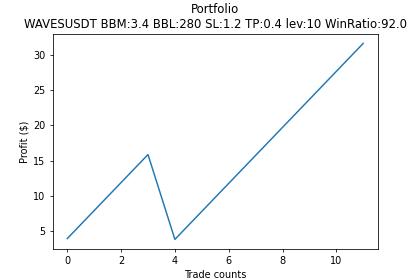 Portfolio
WAVESUSDT BBM:3.4 BBL:280 SL:1.2 TP:0.4 lev:10 WinRatio:92.0
Profit ($)
30
25
20
15
10
5
0 2 4 6 8 10
Trade counts